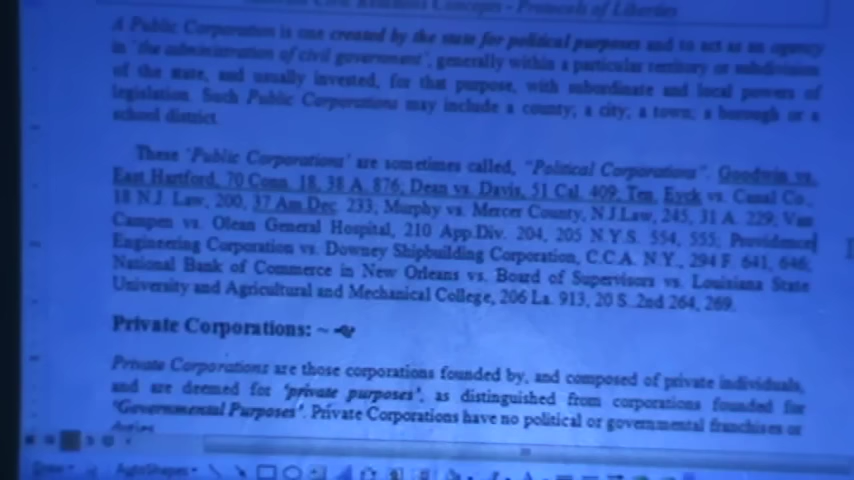 Concepts - Protocols of Liberties
A Public Corporation is one created by the state for political purposes and to act as an agency
in 'the administration of civil government', generally within a particular territory or subdivision
of the state, and usually invested, for that purpose, with subordinate and local powers of
legislation. Such Public Corporations may include a county; a city; a town; a borough or a
school district.
These 'Public Corporations' are sometimes called, "Political Corporations". Goodwin vs.
East Hartford, 70 Conn. 18, 38 A. 876; Dean vs. Davis, 51 Cal. 409; Ten. Eyck vs. Canal Co.,
18 N.J. Law, 200, 37 Am.Dec. 233; Murphy vs. Mercer County, N.J.Law, 245, 31 A. 229; Van
Campen vs. Olean General Hospital, 210 App.Div. 204, 205 N.Y.S. 554, 555; Providence
Engineering Corporation vs. Downey Shipbuilding Corporation, C.C.A. N.Y., 294 F. 641, 646;
National Bank of Commerce in New Orleans vs. Board of Supervisors vs. Louisiana State
University and Agricultural and Mechanical College, 206 La. 913, 20 S. 2nd 264, 269.
Private Corporations: ~
Private Corporations are those corporations founded by, and composed of private individuals,
and are deemed for 'private purposes', as distinguished from corporations founded for
'Governmental Purposes'. Private Corporations have no political or governmental franchises or
duties.
Draw AutoShapes